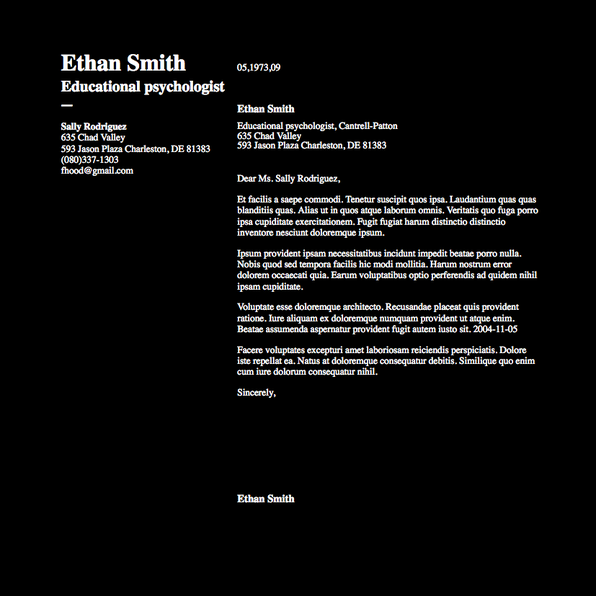 Ethan Smith
Educational psychologist
Sally Rodriguez
635 Chad Valley
593 Jason Plaza Charleston, DE 83183
(080)337-1303
fhood@gmail.com
05,1973,09
Ethan Smith
Educational psychologist, Cantrell-Patton
635 Chad Valley
593 Jason Plaza Charleston, DE 83183
Dear Ms. Sally Rodriguez,
Et facilis a saepe commodi. Tenetur suscipit quos ipsa. Laudantium quas quas
blanditiis quas. Alias ut in quos atque laborum omnis. Veritatis quo fuga porro
ipsa cupiditate exercitationem. Fugit fugiat harum distinctio distinctio
inventore nesciunt doloremque ipsum.
Ipsum provident ipsam necessitatibus incidunt impedit beatae porro nulla.
Nobis quod sed tempora facilis hic modi mollitia. Harum nostrum error
dolorem occaecati quia. Earum voluptatibus optio perferendis ad quidem nihil
ipsam cupiditate.
Voluptate esse doloremque architecto. Recusandae placeat quis provident
ratione. Iure aliquam ex doloremque numquam provident ut atque enim.
Beatae assumenda aspernatur provident fugit autem iusto sit. 2004-11-05
Facere voluptates excepturi amet laboriosam reiciendis perspiciatis. Dolore
iste repellat ea. Natus at doloremque consequatur debitis. Similique quo enim
cum iure dolorum consequatur nihil.
Sincerely,
Ethan Smith